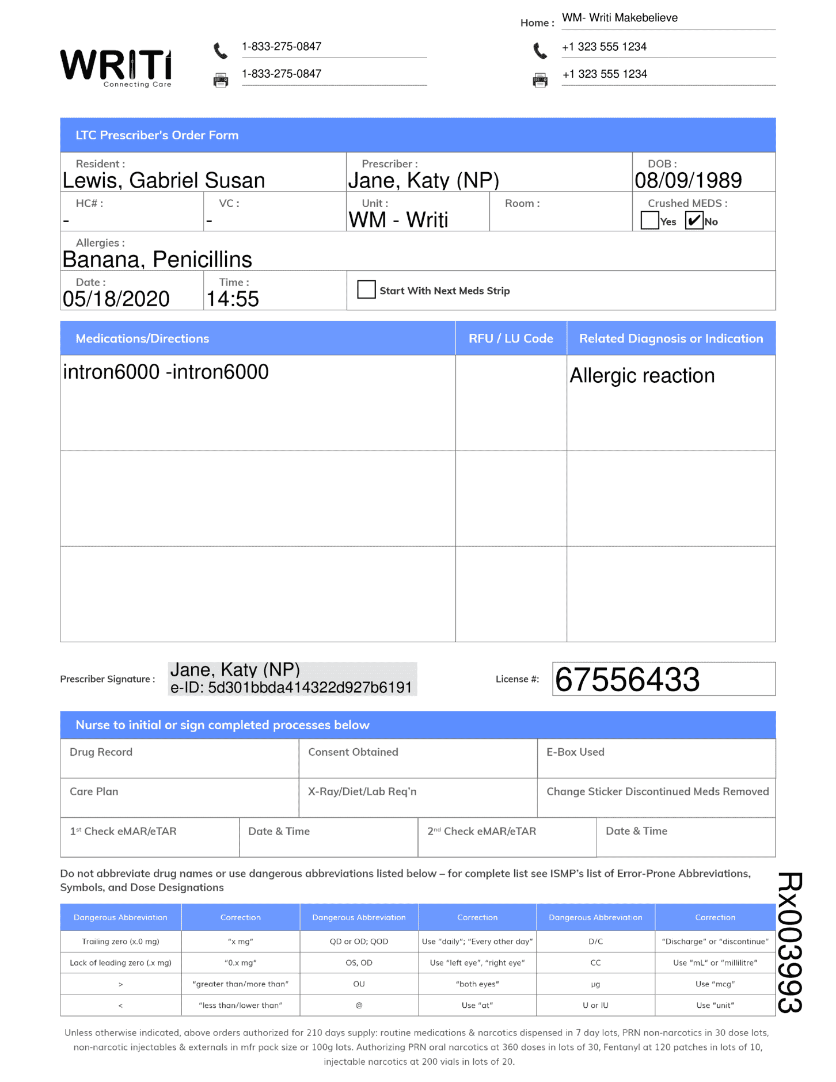 Home : WM- Writi Makebelieve
WRITI
Connecting Care
1-833-275-0847
+1 323 555 1234
1-833-275-0847
+1 323 555 1234
LTC Prescriber's Order Form
Resident :
Prescriber :
DOB :
Lewis, Gabriel Susan
Jane, Katy (NP)
08/09/1989
HC# :
VC :
Unit :
Room :
Crushed MEDS :
-
-
WM - Writi
Yes
No
Allergies :
Banana, Penicillins
Date :
Time :
05/18/2020
14:55
Start With Next Meds Strip
Medications/Directions
RFU / LU Code
Related Diagnosis or Indication
intron6000 -intron6000
Allergic reaction
Prescriber Signature :
Jane, Katy (NP)
e-ID: 5d301bbda414322d927b6191
License #:
67556433
Nurse to initial or sign completed processes below
Drug Record
Consent Obtained
E-Box Used
Care Plan
X-Ray/Diet/Lab Req'n
Change Sticker Discontinued Meds Removed
1st Check eMAR/eTAR
Date & Time
2nd Check eMAR/eTAR
Date & Time
Do not abbreviate drug names or use dangerous abbreviations listed below – for complete list see ISMP's list of Error-Prone Abbreviations,
Symbols, and Dose Designations
Dangerous Abbreviation
Correction
Dangerous Abbreviation
Correction
Dangerous Abbreviation
Correction
Trailing zero (x.0 mg)
"x mg"
QD or OD; QOD
Use "daily"; "Every other day"
D/C
"Discharge" or "discontinue"
Lack of leading zero (.x mg)
"0.x mg"
OS, OD
Use "left eye", "right eye"
CC
Use "mL" or "millilitre"
>
"greater than/more than"
OU
"both eyes"
µg
Use "mcg"
<
"less than/lower than"
@
Use "at"
U or IU
Use "unit"
Rx003993
Unless otherwise indicated, above orders authorized for 210 days supply: routine medications & narcotics dispensed in 7 day lots, PRN non-narcotics in 30 dose lots,
non-narcotic injectables & externals in mfr pack size or 100g lots. Authorizing PRN oral narcotics at 360 doses in lots of 30, Fentanyl at 120 patches in lots of 10,
injectable narcotics at 200 vials in lots of 20.